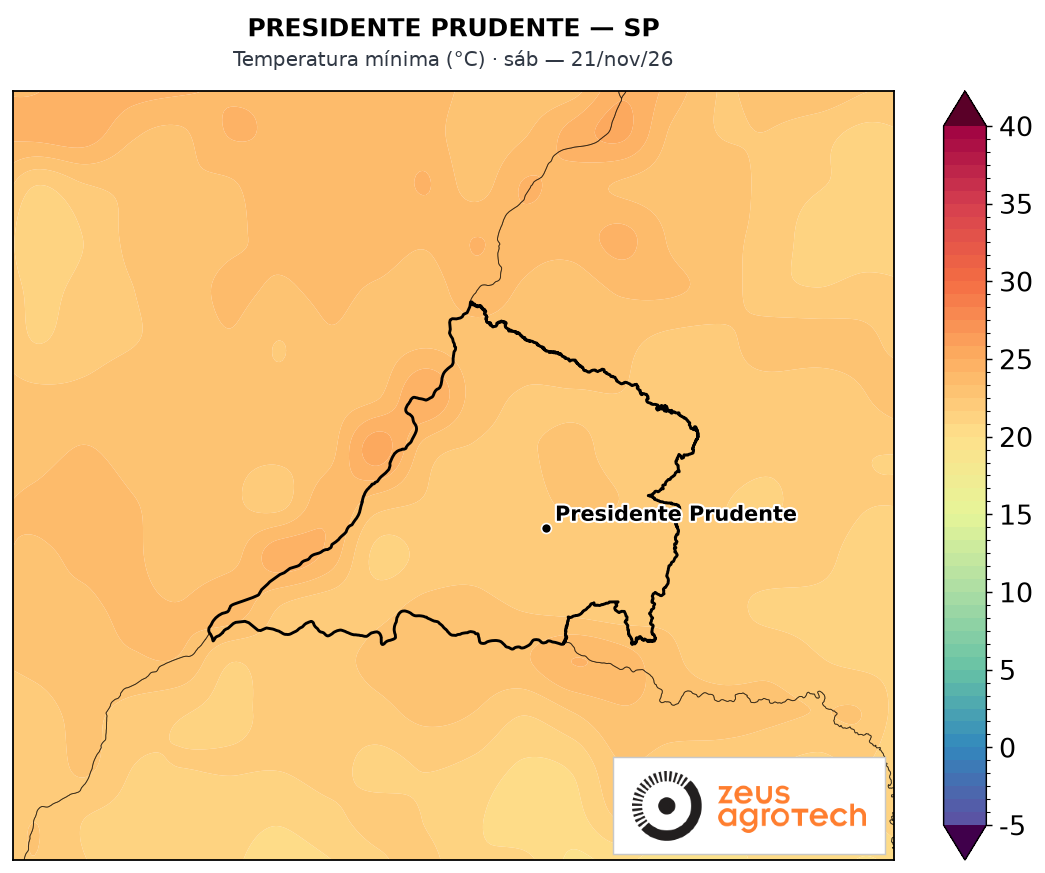 PRESIDENTE PRUDENTE — SP
Temperatura mínima (°C) · sáb — 21/nov/26
40
35
30
25
20
15
10
5
0
-5
Presidente Prudente
zeus
agrotech